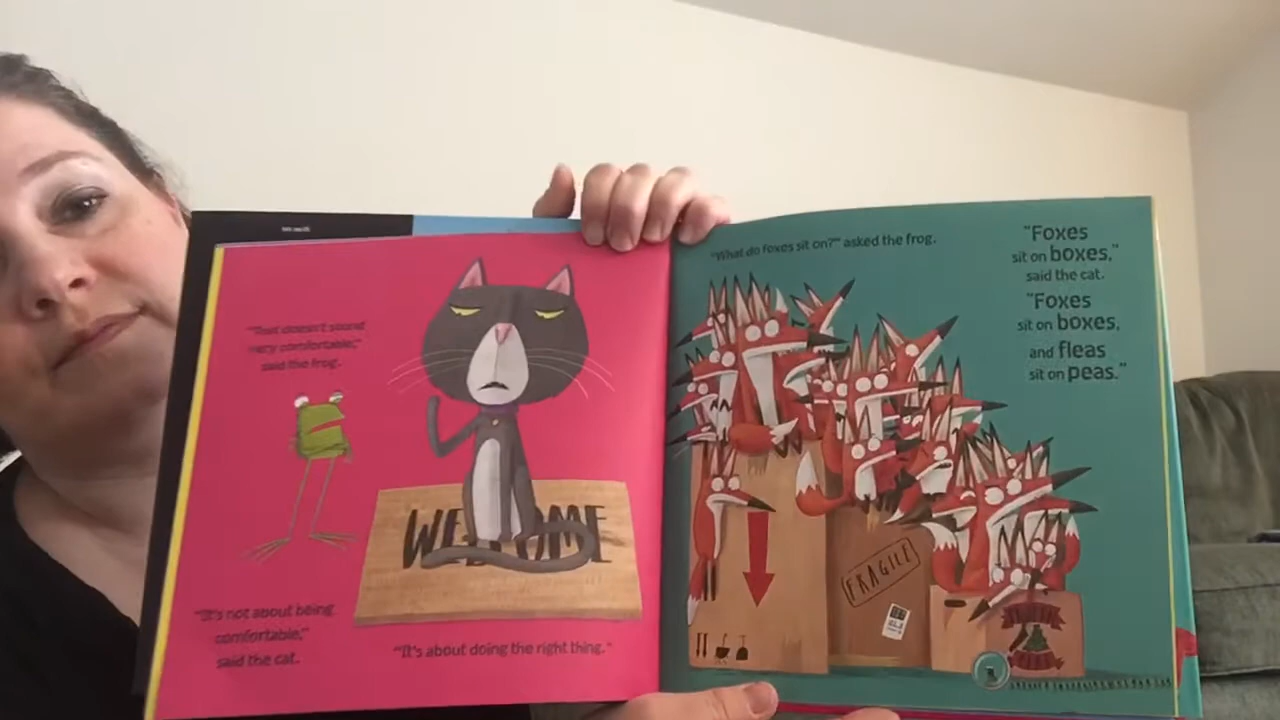 "That doesn't sound
very comfortable,"
said the frog.
WELCOME
"It's not about being
comfortable,"
said the cat.
"It's about doing the right thing."
"What do foxes sit on?" asked the frog.
"Foxes
sit on boxes,"
said the cat.
"Foxes
sit on boxes,
and fleas
sit on peas."
FRAGILE